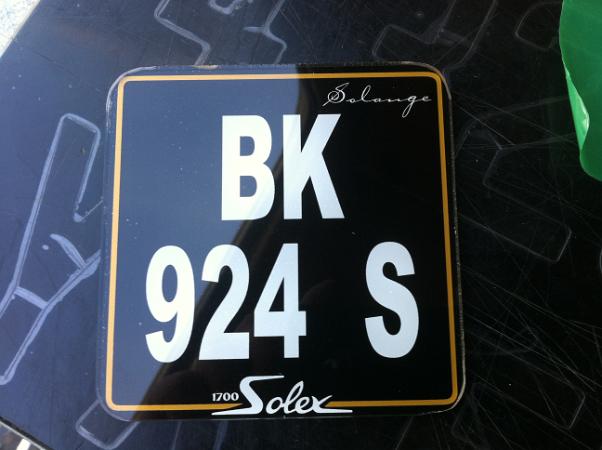 Solange
BK
924 S
1700 Solex